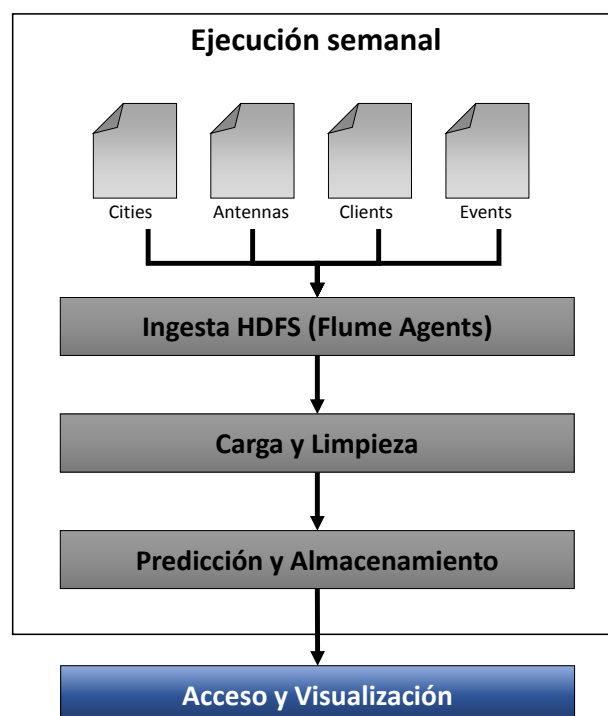 Ejecución semanal
Cities
Antennas
Clients
Events
Ingesta HDFS (Flume Agents)
Carga y Limpieza
Predicción y Almacenamiento
Acceso y Visualización